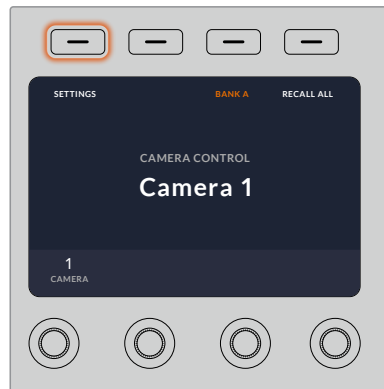 SETTINGS BANK A RECALL ALL
CAMERA CONTROL
Camera 1
1
CAMERA